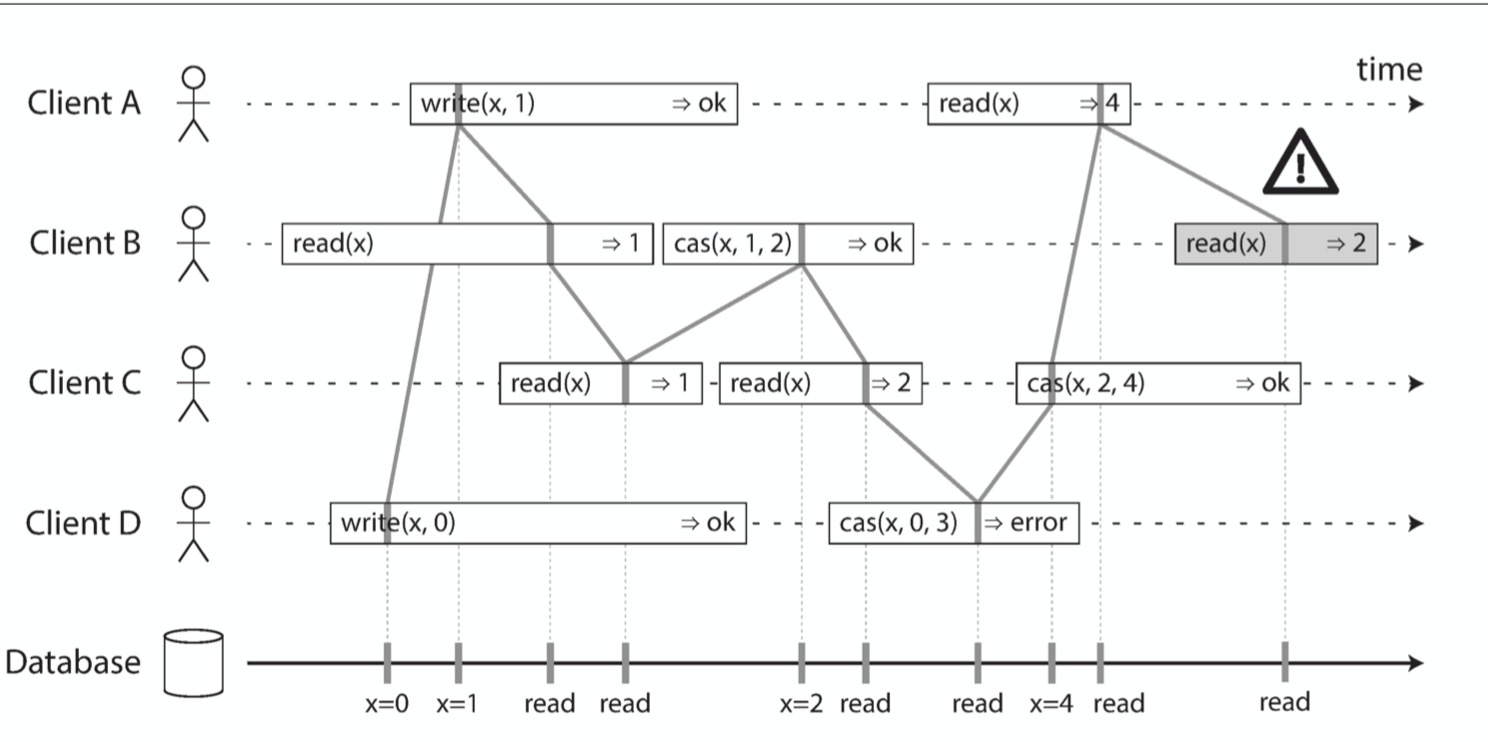 time
Client A write(x, 1) ⇒ ok read(x) ⇒ 4
!
Client B read(x) ⇒ 1 cas(x, 1, 2) ⇒ ok read(x) ⇒ 2
Client C read(x) ⇒ 1 read(x) ⇒ 2 cas(x, 2, 4) ⇒ ok
Client D write(x, 0) ⇒ ok cas(x, 0, 3) ⇒ error
Database
x=0 x=1 read read x=2 read read x=4 read read